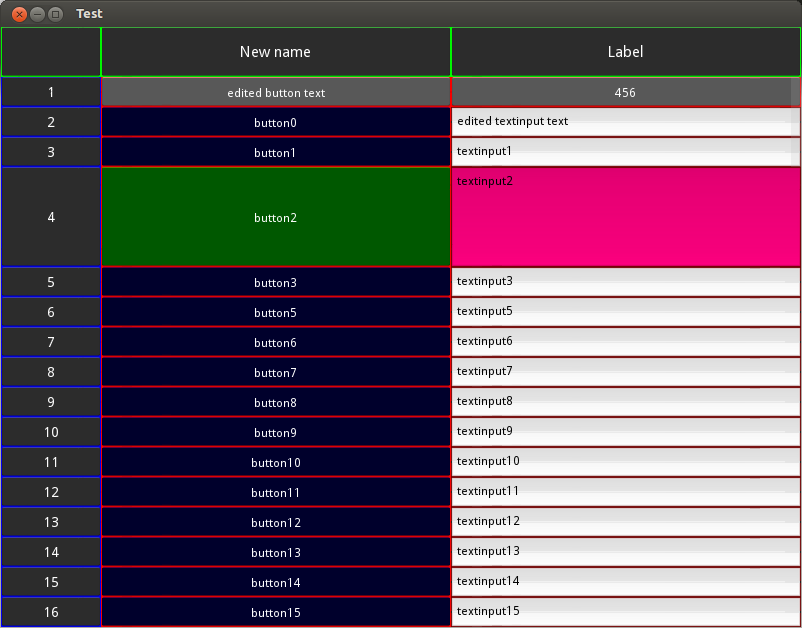 Test
New name Label
1 edited button text 456
2 button0 edited textinput text
3 button1 textinput1
4 button2 textinput2
5 button3 textinput3
6 button5 textinput5
7 button6 textinput6
8 button7 textinput7
9 button8 textinput8
10 button9 textinput9
11 button10 textinput10
12 button11 textinput11
13 button12 textinput12
14 button13 textinput13
15 button14 textinput14
16 button15 textinput15